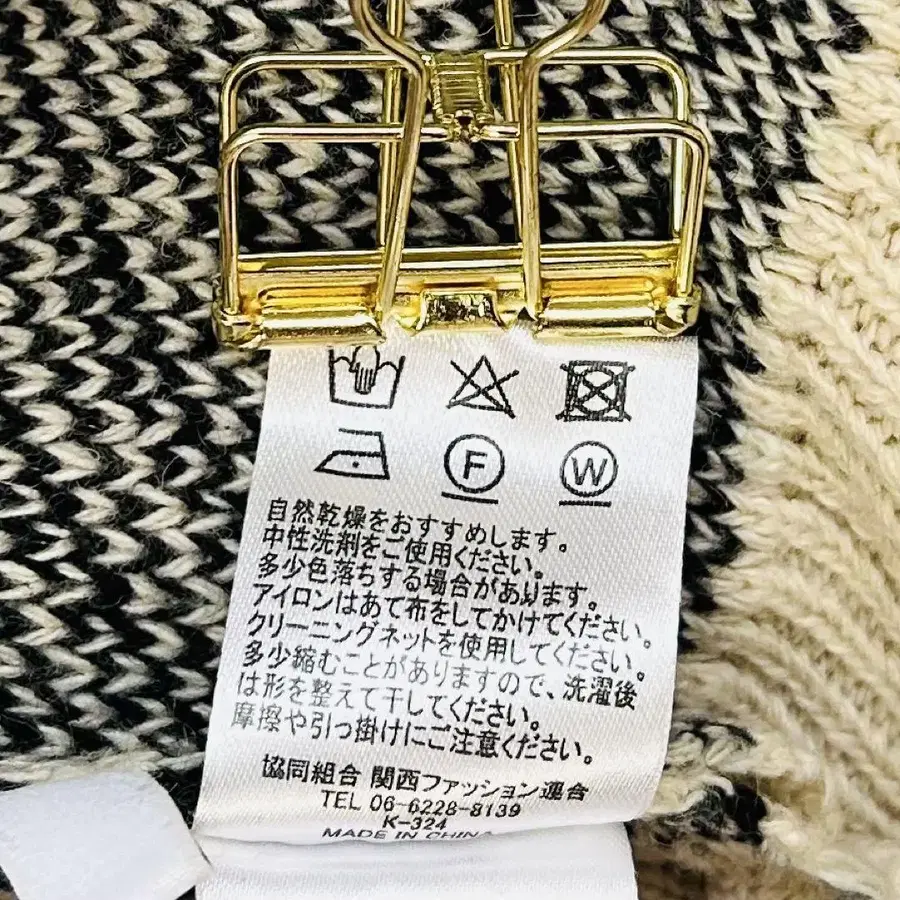 F W
自然乾燥をおすすめします。
中性洗剤をご使用ください。
多少色落ちする場合があります。
アイロンはあて布をしてかけてください。
クリーニングネットを使用してください。
多少縮むことがありますので、洗濯後
は形を整えて干してください。
摩擦や引っ掛けにご注意ください。
協同組合 関西ファッション連合
TEL 06-6228-8139
K-324
MADE IN CHINA